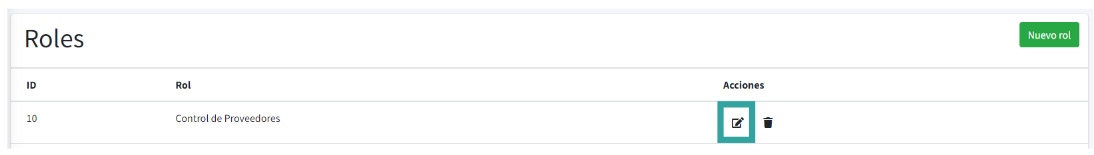 Roles
Nuevo rol
ID Rol Acciones
10 Control de Proveedores